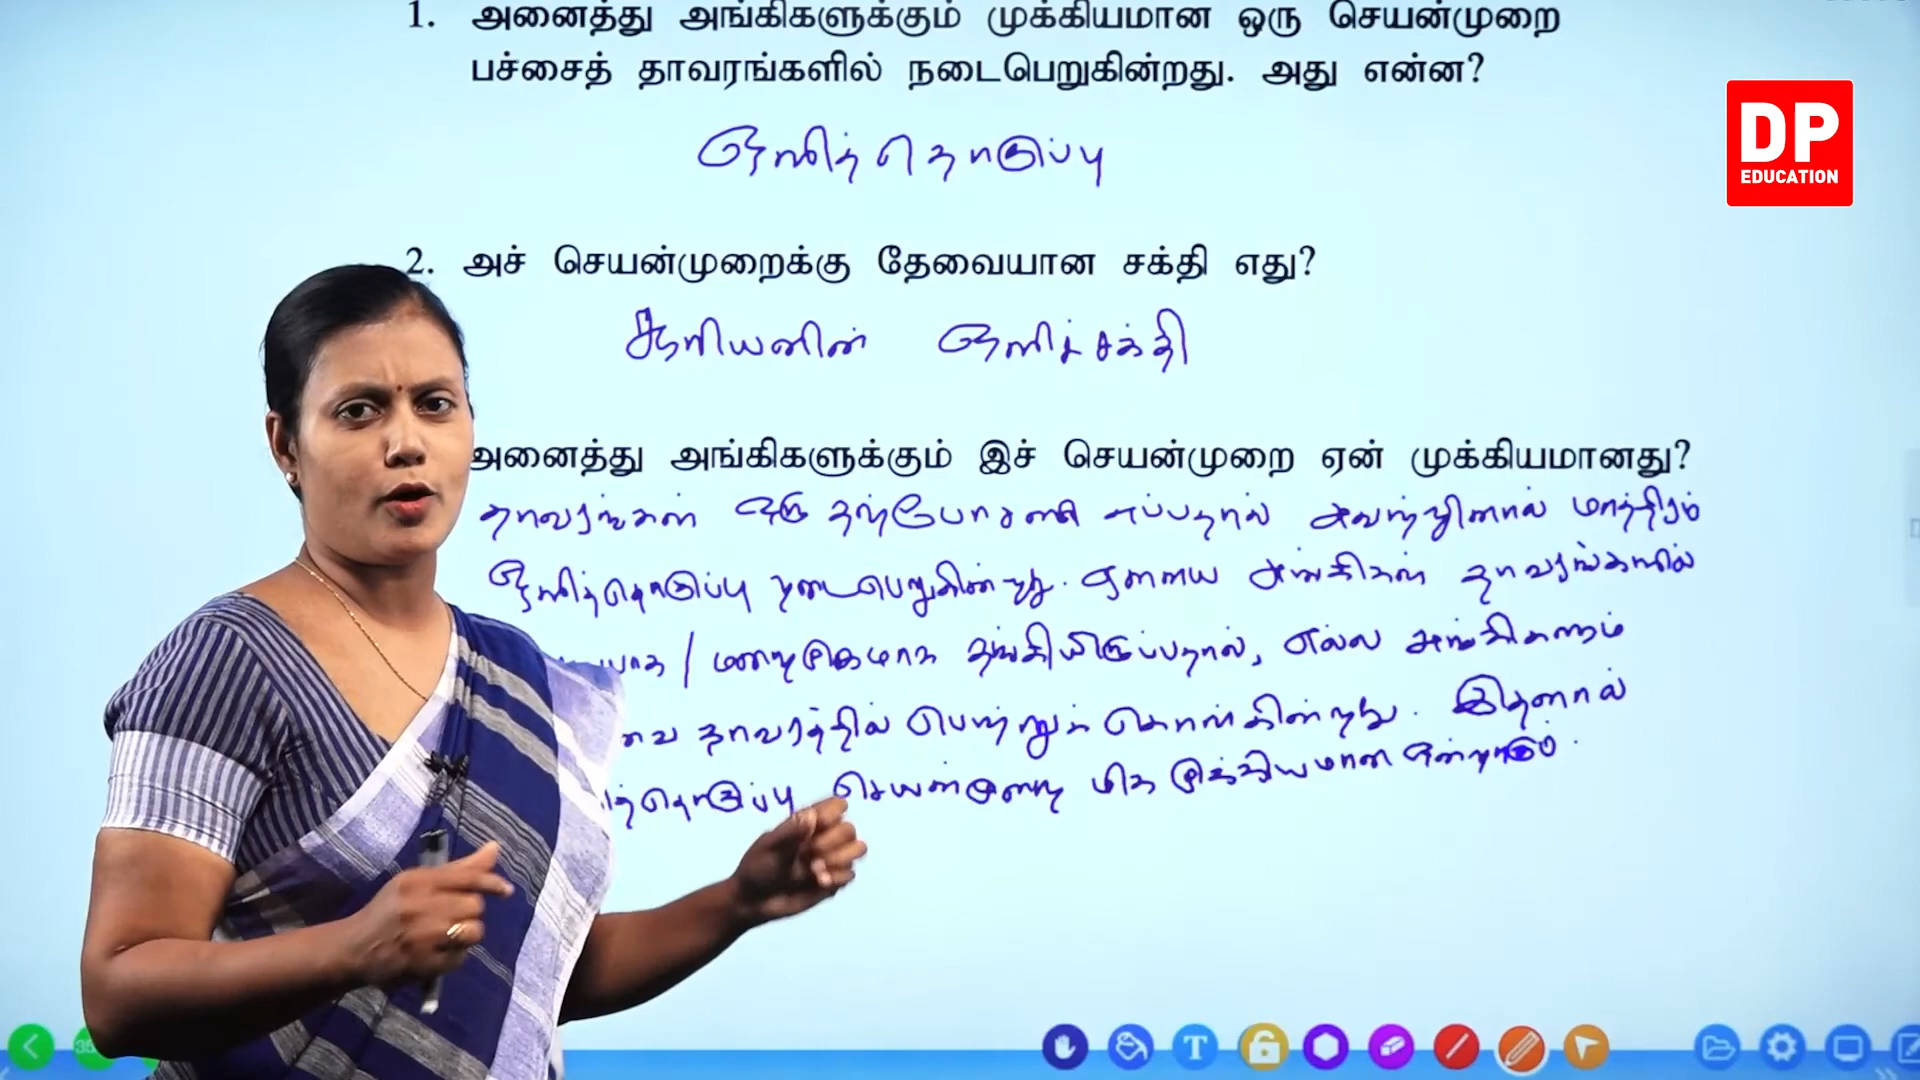 1. அனைத்து அங்கிகளுக்கும் முக்கியமான ஒரு செயன்முறை
பச்சைத் தாவரங்களில் நடைபெறுகின்றது. அது என்ன?
DP
EDUCATION
ஒளித்தொகுப்பு
2. அச் செயன்முறைக்கு தேவையான சக்தி எது?
சூரியனின் ஒளிச்சக்தி
அனைத்து அங்கிகளுக்கும் இச் செயன்முறை ஏன் முக்கியமானது?
தாவரங்கள் ஒரு தற்போசணி என்பதால் அவற்றினால் மாத்திரம்
ஒளித்தொகுப்பு நடைபெறுகின்றது. ஏனைய அங்கிகள் தாவரங்களில்
/ மறைமுகமாக தங்கியிருப்பதால், எல்லா அங்கிகளும்
தாவரத்தில் பெற்றுக் கொள்கின்றது. இதனால்
த்தொகுப்பு செயன்முறை மிக முக்கியமான ஒன்றாகும்.
35
T